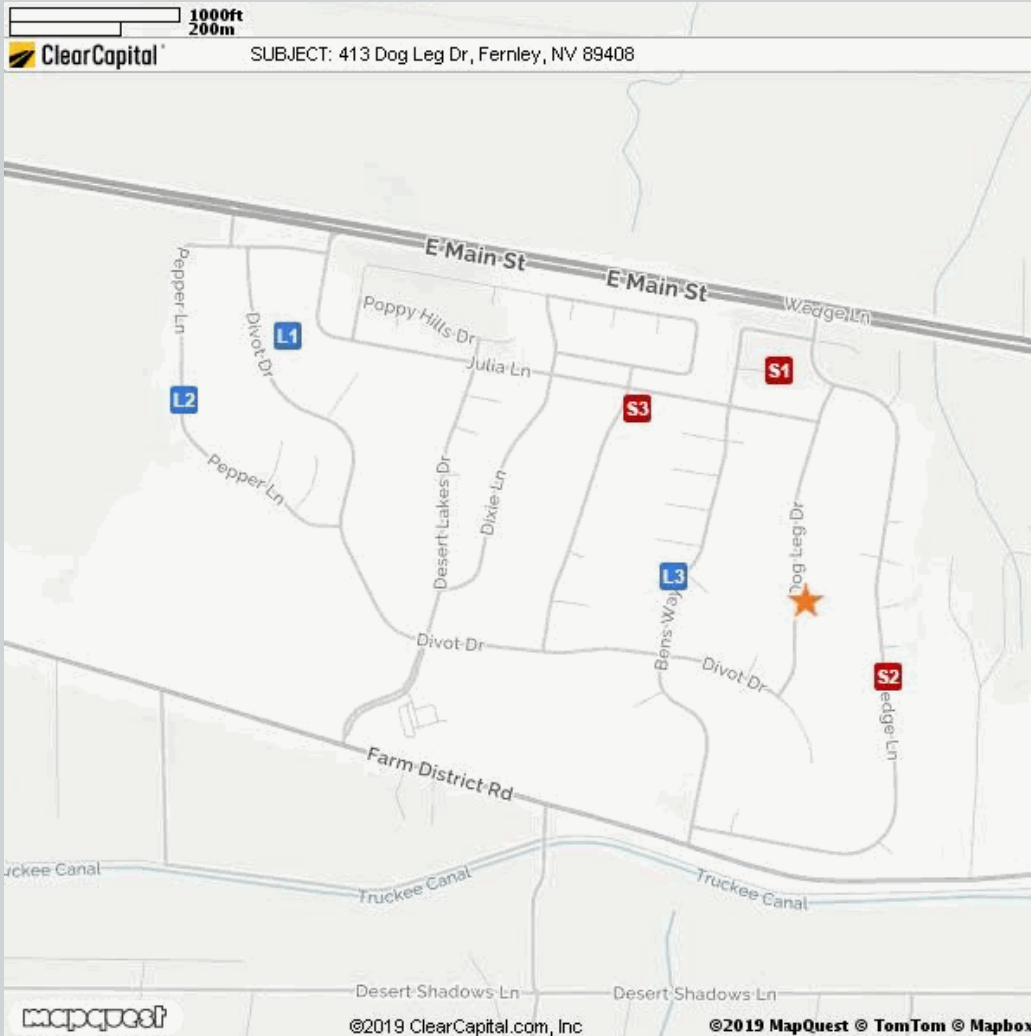 1000ft
200m
ClearCapital
SUBJECT: 413 Dog Leg Dr, Fernley, NV 89408
E Main St
E Main St
Wedge Ln
Pepper Ln
Divot Dr
Poppy Hills Dr
Julia Ln
L1
L2
S1
S3
Pepper Ln
Desert Lakes Dr
Dixie Ln
Dog Leg Dr
L3
Bens Way
Divot Dr
Divot Dr
S2
edge Ln
Farm District Rd
uckee Canal
Truckee Canal
Truckee Canal
Desert Shadows Ln
Desert Shadows Ln
mapquest
©2019 ClearCapital.com, Inc
©2019 MapQuest © TomTom © Mapbox